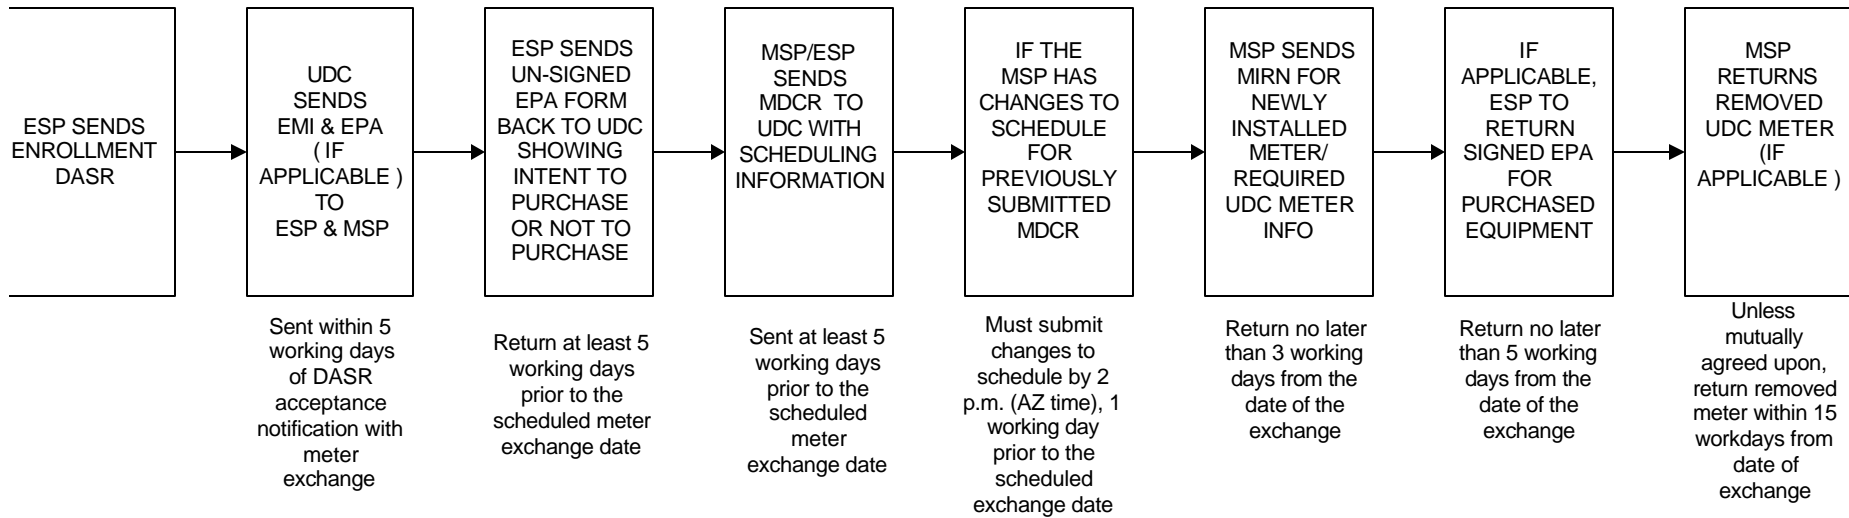 ESP SENDS
ENROLLMENT
DASR
UDC
SENDS
EMI & EPA
( IF
APPLICABLE )
TO
ESP & MSP
ESP SENDS
UN-SIGNED
EPA FORM
BACK TO UDC
SHOWING
INTENT TO
PURCHASE
OR NOT TO
PURCHASE
MSP/ESP
SENDS
MDCR TO
UDC WITH
SCHEDULING
INFORMATION
IF THE
MSP HAS
CHANGES TO
SCHEDULE
FOR
PREVIOUSLY
SUBMITTED
MDCR
MSP SENDS
MIRN FOR
NEWLY
INSTALLED
METER/
REQUIRED
UDC METER
INFO
IF
APPLICABLE,
ESP TO
RETURN
SIGNED EPA
FOR
PURCHASED
EQUIPMENT
MSP
RETURNS
REMOVED
UDC METER
(IF
APPLICABLE )
Sent within 5
working days
of DASR
acceptance
notification with
meter
exchange
Return at least 5
working days
prior to the
scheduled meter
exchange date
Sent at least 5
working days
prior to the
scheduled
meter
exchange date
Must submit
changes to
schedule by 2
p.m. (AZ time), 1
working day
prior to the
scheduled
exchange date
Return no later
than 3 working
days from the
date of the
exchange
Return no later
than 5 working
days from the
date of the
exchange
Unless
mutually
agreed upon,
return removed
meter within 15
workdays from
date of
exchange